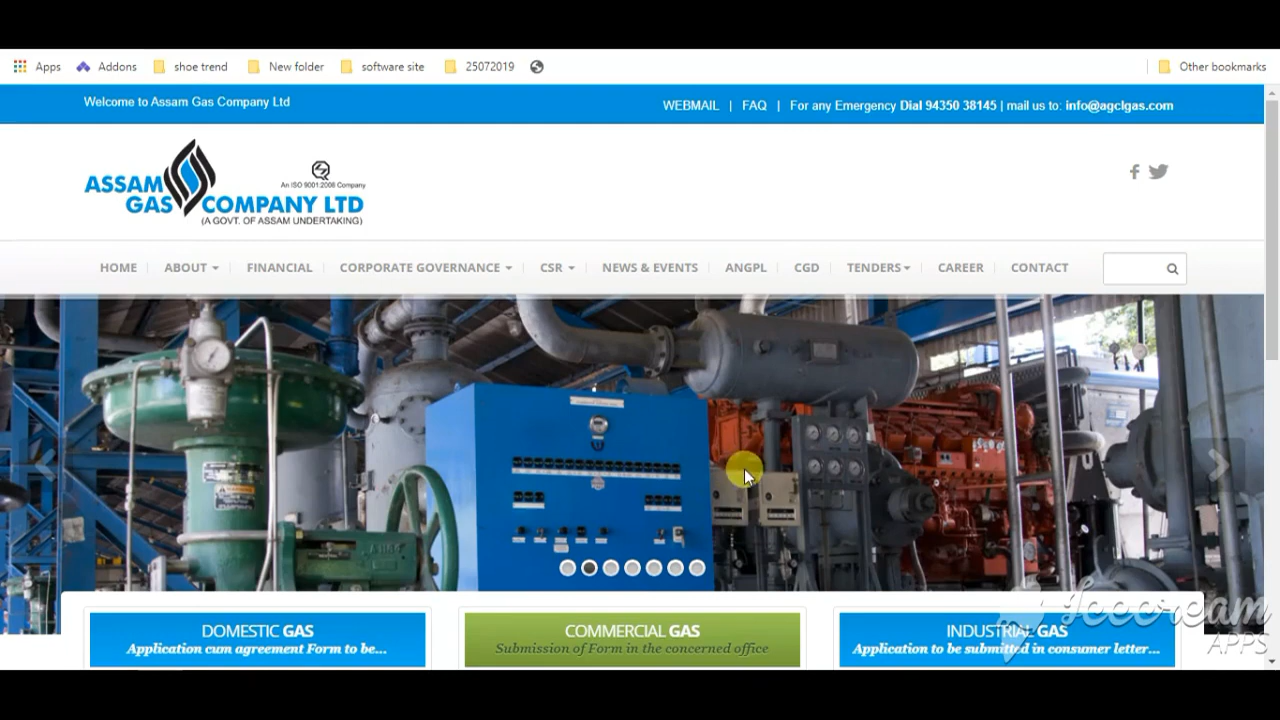 Apps Addons shoe trend New folder software site 25072019 Other bookmarks
Welcome to Assam Gas Company Ltd WEBMAIL | FAQ | For any Emergency Dial 94350 38145 | mail us to: info@agclgas.com
An ISO 9001:2008 Company
ASSAM
GAS COMPANY LTD
(A GOVT. OF ASSAM UNDERTAKING)
HOME ABOUT FINANCIAL CORPORATE GOVERNANCE CSR NEWS & EVENTS ANGPL CGD TENDERS CAREER CONTACT
DOMESTIC GAS
Application cum agreement Form to be...
COMMERCIAL GAS
Submission of Form in the concerned office
INDUSTRIAL GAS
Application to be submitted in consumer letter...
Icecream
APPS